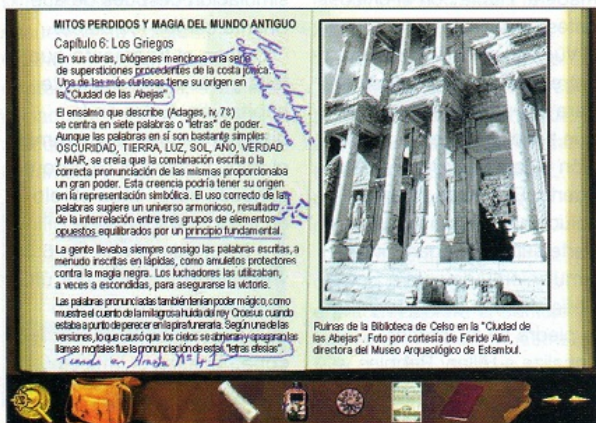 MITOS PERDIDOS Y MAGIA DEL MUNDO ANTIGUO
Capítulo 6: Los Griegos
En sus obras, Diógenes menciona una serie
de supersticiones procedentes de la costa jónica.
Una de las más curiosas tiene su origen en
la "Ciudad de las Abejas"
El ensalmo que describe (Adages, iv, 78)
se centra en siete palabras o "letras" de poder.
Aunque las palabras en sí son bastante simples:
OSCURIDAD, TIERRA, LUZ, SOL, AÑO, VERDAD
y MAR, se creía que la combinación escrita o la
correcta pronunciación de las mismas proporcionaba
un gran poder. Esta creencia podría tener su origen
en la representación simbólica. El uso correcto de las
palabras sugiere un universo armonioso, resultado
de la interrelación entre tres grupos de elementos
opuestos equilibrados por un principio fundamental.
La gente llevaba siempre consigo las palabras escritas, a
menudo inscritas en lápidas, como amuletos protectores
contra la magia negra. Los luchadores las utilizaban,
a veces a escondidas, para asegurarse la victoria.
Las palabras pronunciadas también tenían poder mágico, como
muestra el cuento de la milagrosa huida del rey Croesus cuando
estaba a punto de perecer en la pira funeraria. Según una de las
versiones, lo que causó que los cielos se abrieran y apagaran las
llamas mortales fue la pronunciación de estas "letras efesias".
Tienda en Arasta Nº 41
Mundo antiguo =
Ruinas de la Biblioteca de Celso en la "Ciudad de
las Abejas". Foto por cortesía de Feride Alim,
directora del Museo Arqueológico de Estambul.